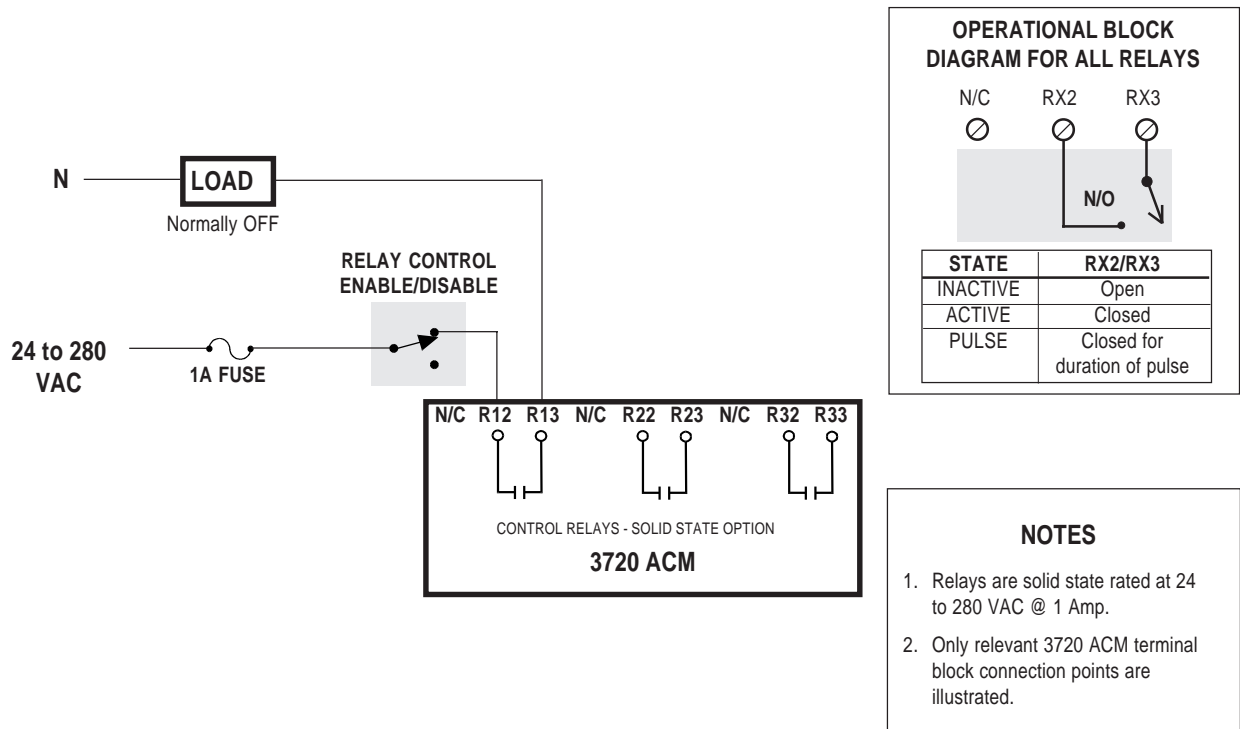 N
LOAD
Normally OFF
RELAY CONTROL
ENABLE/DISABLE
24 to 280
VAC
1A FUSE
N/C R12 R13 N/C R22 R23 N/C R32 R33
CONTROL RELAYS - SOLID STATE OPTION
3720 ACM
OPERATIONAL BLOCK
DIAGRAM FOR ALL RELAYS
N/C RX2 RX3
N/O
STATE RX2/RX3
INACTIVE Open
ACTIVE Closed
PULSE Closed for
duration of pulse
NOTES
1. Relays are solid state rated at 24
to 280 VAC @ 1 Amp.
2. Only relevant 3720 ACM terminal
block connection points are
illustrated.